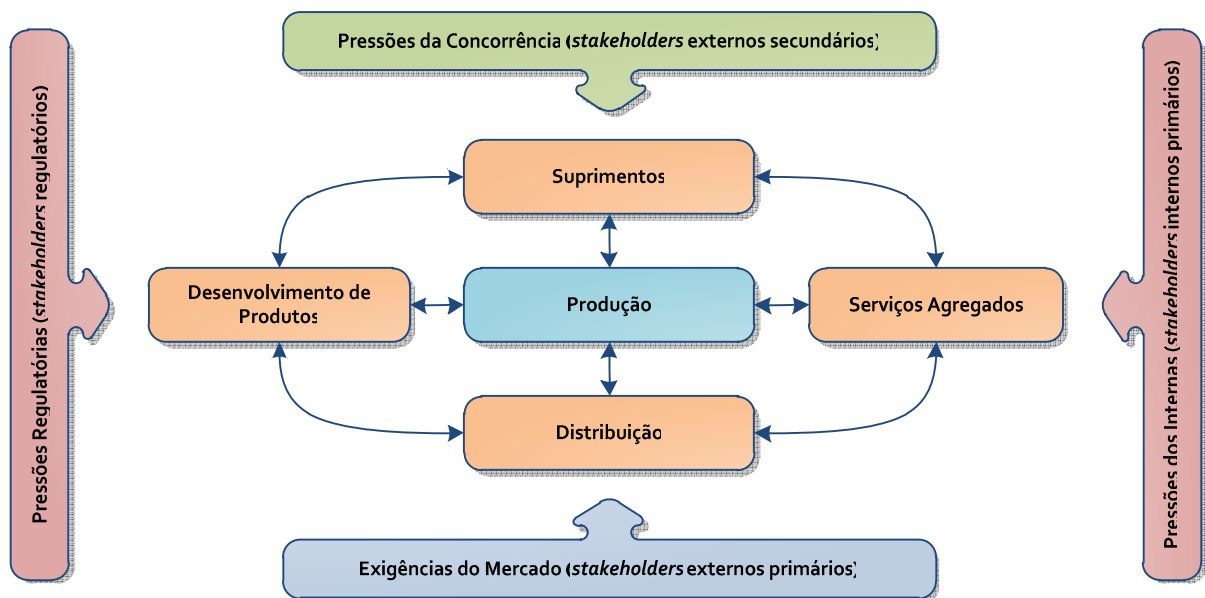 Pressões da Concorrência (stakeholders externos secundários)
Pressões Regulatórias (stakeholders regulatórios)
Suprimentos
Desenvolvimento de
Produtos
Produção
Serviços Agregados
Distribuição
Pressões dos Internas (stakeholders internos primários)
Exigências do Mercado (stakeholders externos primários)